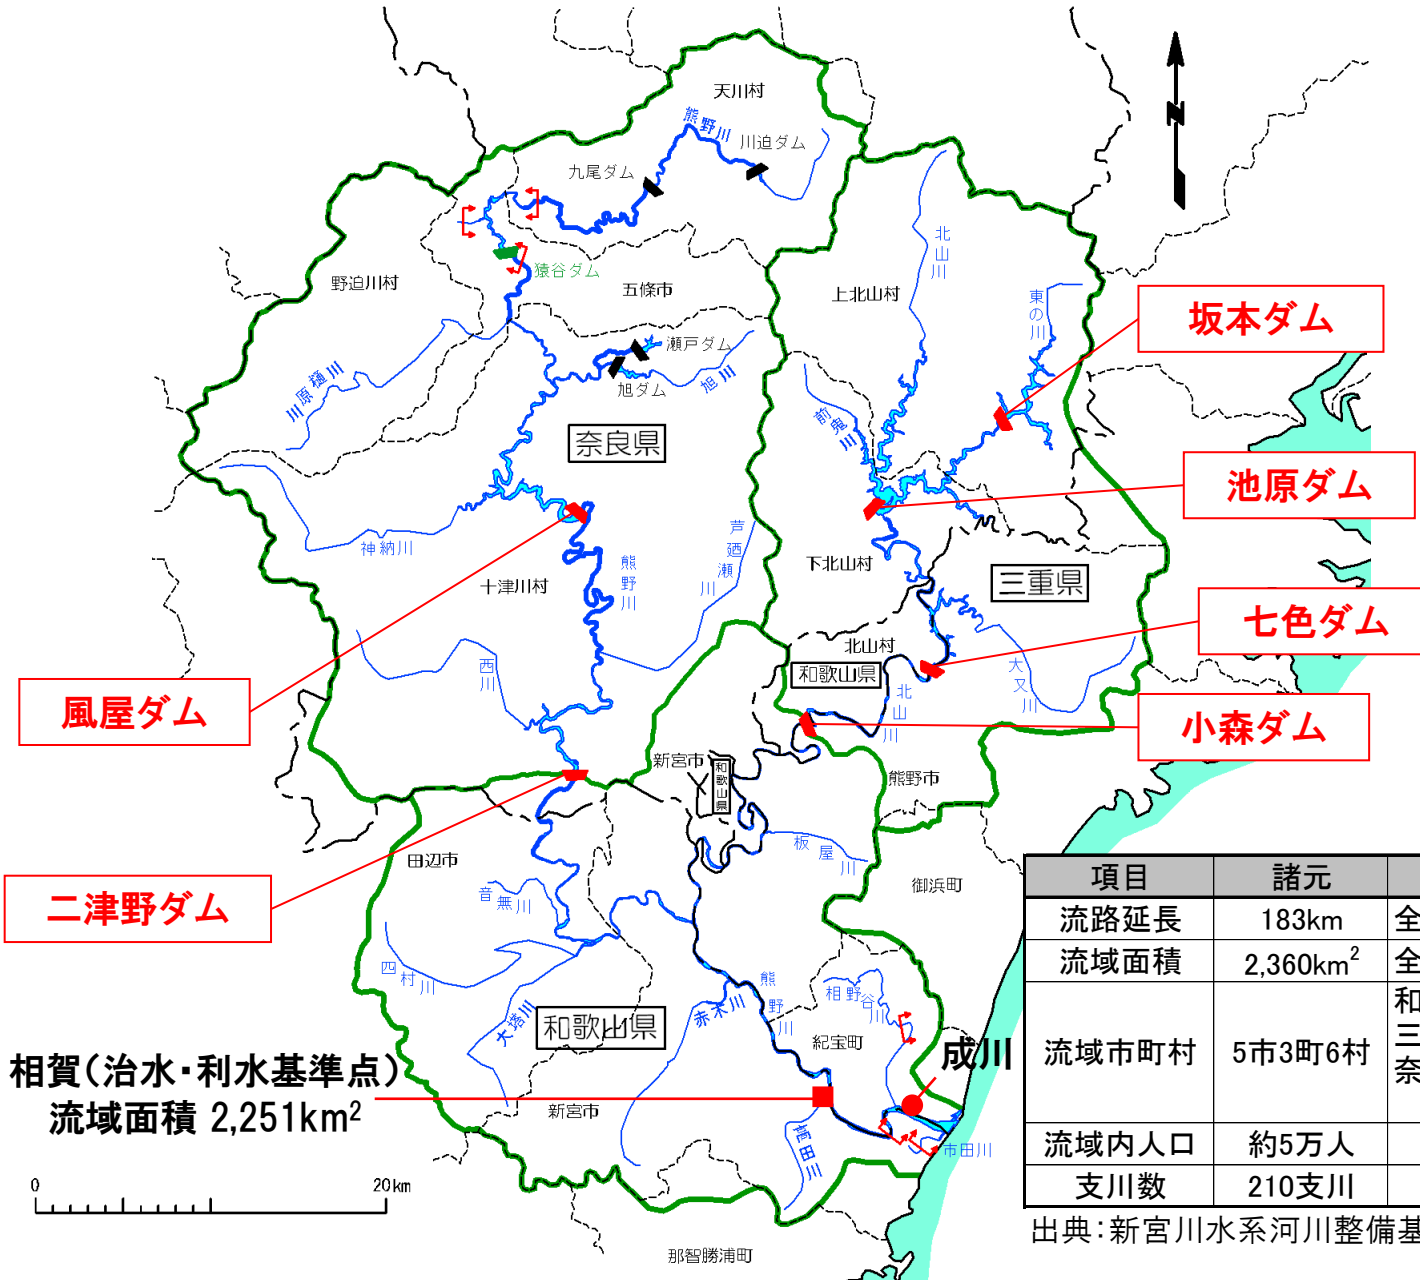 天川村
熊野川
川迫ダム
九尾ダム
N
北山川
野迫川村
猿谷ダム
五條市
上北山村
東の川
坂本ダム
瀬戸ダム
旭ダム
旭川
川原樋川
前鬼川
奈良県
池原ダム
神納川
十津川村
熊野川
芦廼瀬川
下北山村
三重県
七色ダム
北山村
和歌山県
大又川
西川
北山川
風屋ダム
小森ダム
新宮市
和歌山県
熊野市
田辺市
板屋川
御浜町
二津野ダム
音無川
四村川
大塔川
赤木川
熊野川
相野谷川
和歌山県
紀宝町
成川
相賀(治水・利水基準点)
流域面積 2,251km2
新宮市
高田川
市田川
那智勝浦町
0 20km
項目 諸元
流路延長 183km 全
流域面積 2,360km2 全
流域市町村 5市3町6村 和
三
奈
流域内人口 約5万人
支川数 210支川
出典:新宮川水系河川整備基